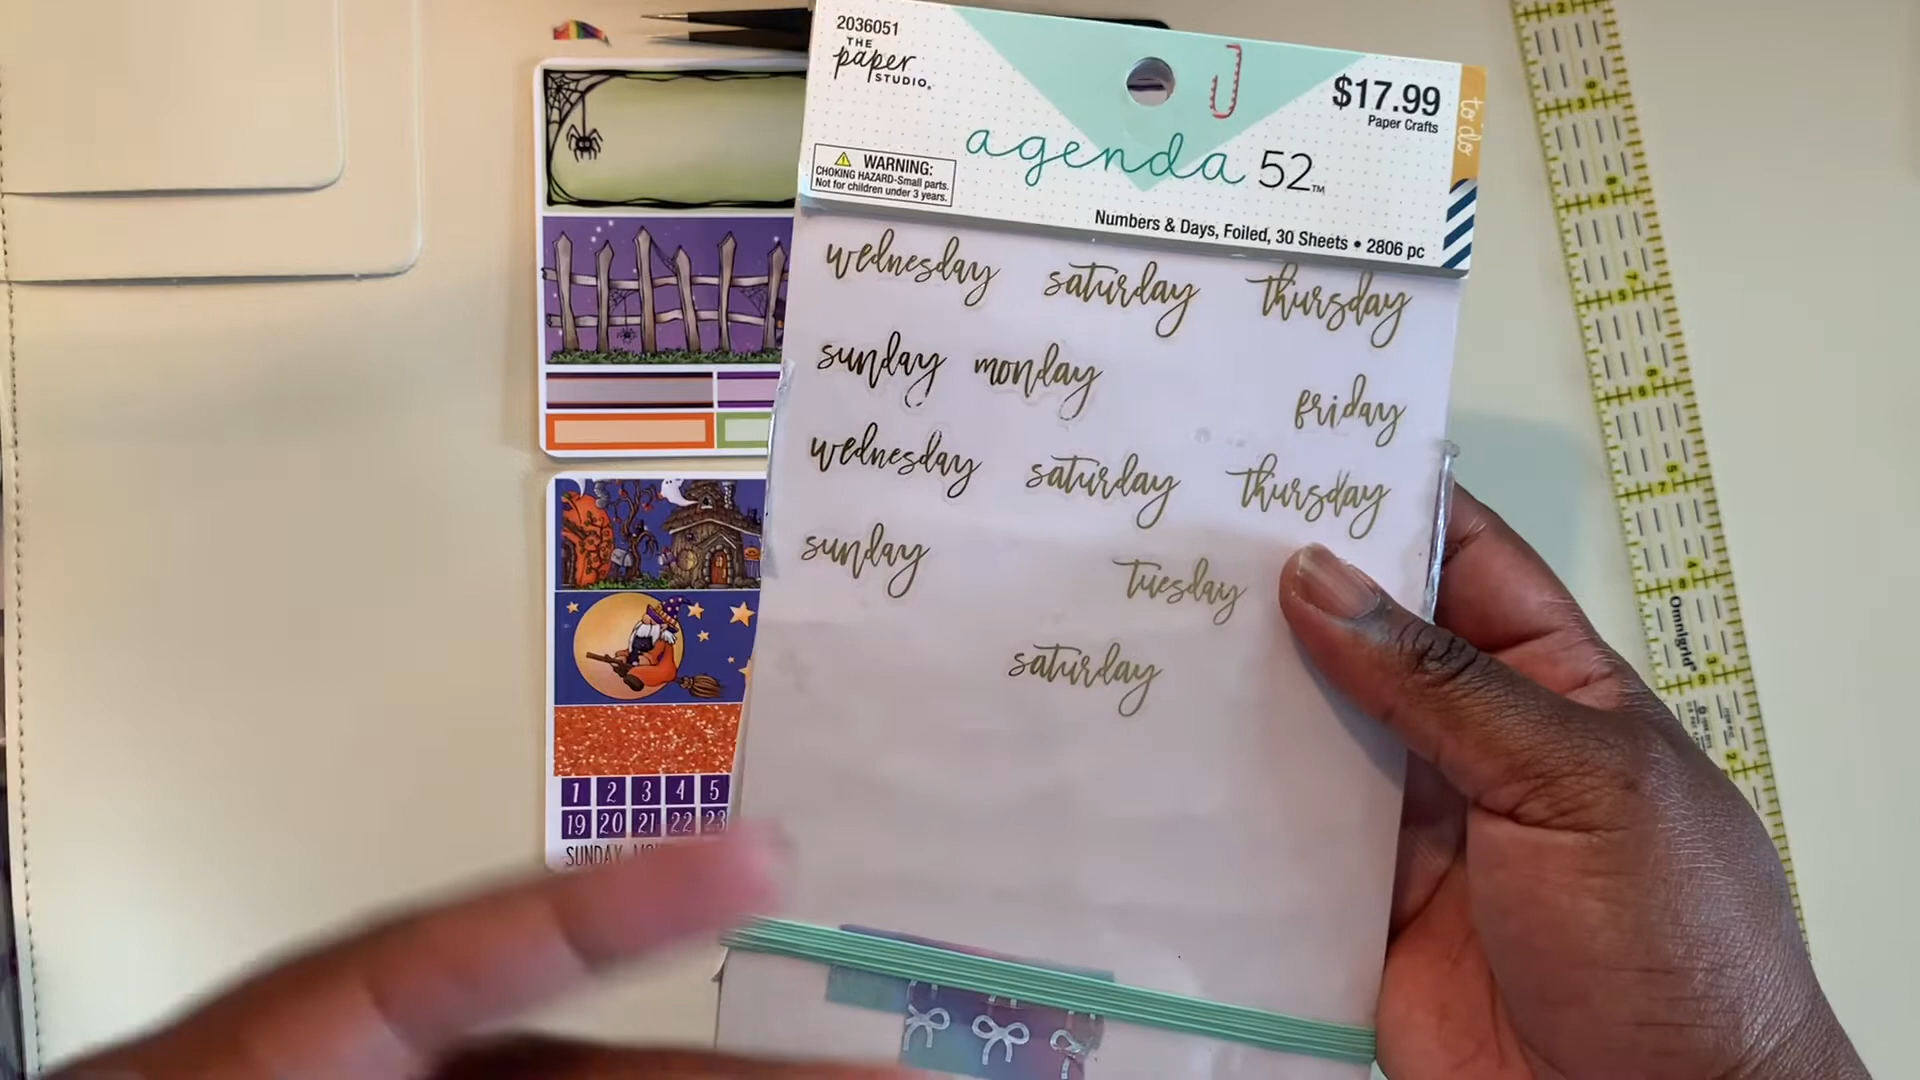 2036051
THE
paper
STUDIO
$17.99
Paper Crafts
to do
agenda 52™
WARNING:
CHOKING HAZARD-Small parts.
Not for children under 3 years.
Numbers & Days, Foiled, 30 Sheets • 2806 pc
wednesday saturday thursday
sunday monday friday
wednesday saturday thursday
sunday tuesday
saturday
1 2 3 4 5
19 20 21 22 23
SUNDAY
Omnigrid®